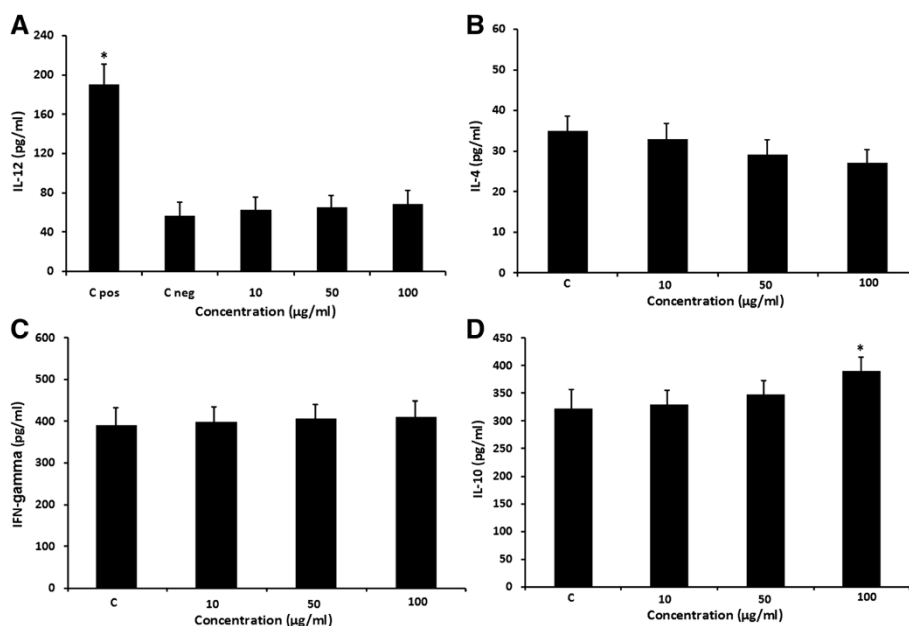 A
240
200
160
120
80
40
0
IL-12 (pg/ml)
*
C pos C neg 10 50 100
Concentration (µg/ml)
B
60
50
40
30
20
10
0
IL-4 (pg/ml)
C 10 50 100
Concentration (µg/ml)
C
600
500
400
300
200
100
0
IFN-gamma (pg/ml)
C 10 50 100
Concentration (µg/ml)
D
450
400
350
300
250
200
150
100
50
0
IL-10 (pg/ml)
*
C 10 50 100
Concentration (µg/ml)